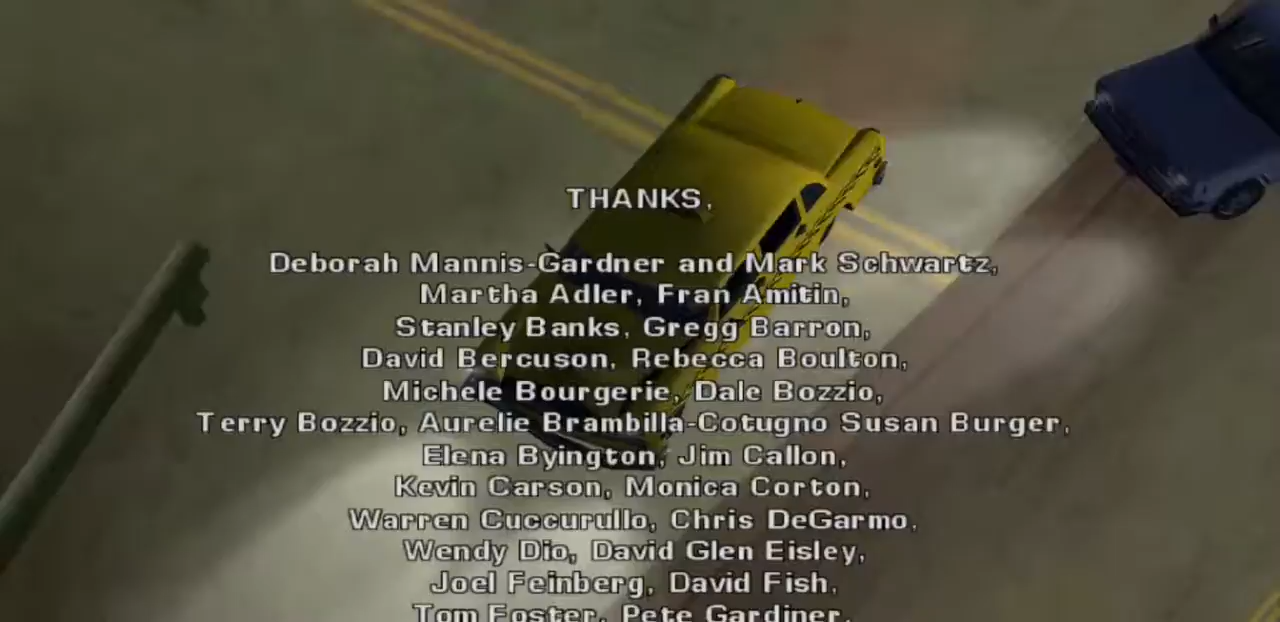 THANKS,
Deborah Mannis-Gardner and Mark Schwartz,
Martha Adler, Fran Amitin,
Stanley Banks, Gregg Barron,
David Bercuson, Rebecca Boulton,
Michele Bourgerie, Dale Bozzio,
Terry Bozzio, Aurelie Brambilla-Cotugno Susan Burger,
Elena Byington, Jim Callon,
Kevin Carson, Monica Corton,
Warren Cuccurullo, Chris DeGarmo,
Wendy Dio, David Glen Eisley,
Joel Feinberg, David Fish,
Tom Foster, Pete Gardiner,